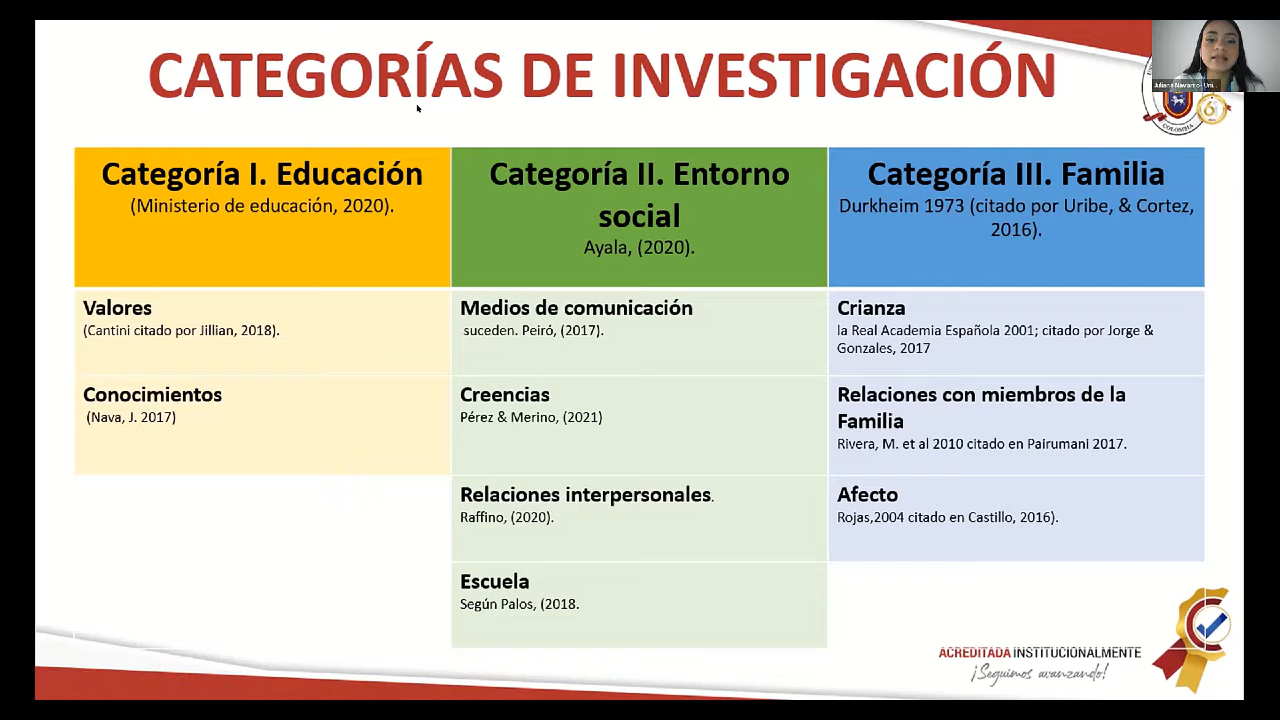 CATEGORÍAS DE INVESTIGACIÓN
Juliana Navarro- Uni...
COLOMBIA
Categoría I. Educación
(Ministerio de educación, 2020).
Categoría II. Entorno
social
Ayala, (2020).
Categoría III. Familia
Durkheim 1973 (citado por Uribe, & Cortez,
2016).
Valores
(Cantini citado por Jillian, 2018).
Medios de comunicación
suceden. Peiró, (2017).
Crianza
la Real Academia Española 2001; citado por Jorge &
Gonzales, 2017
Conocimientos
(Nava, J. 2017)
Creencias
Pérez & Merino, (2021)
Relaciones con miembros de la
Familia
Rivera, M. et al 2010 citado en Pairumani 2017.
Relaciones interpersonales.
Raffino, (2020).
Afecto
Rojas,2004 citado en Castillo, 2016).
Escuela
Según Palos, (2018.
ACREDITADA INSTITUCIONALMENTE
¡Seguimos avanzando!